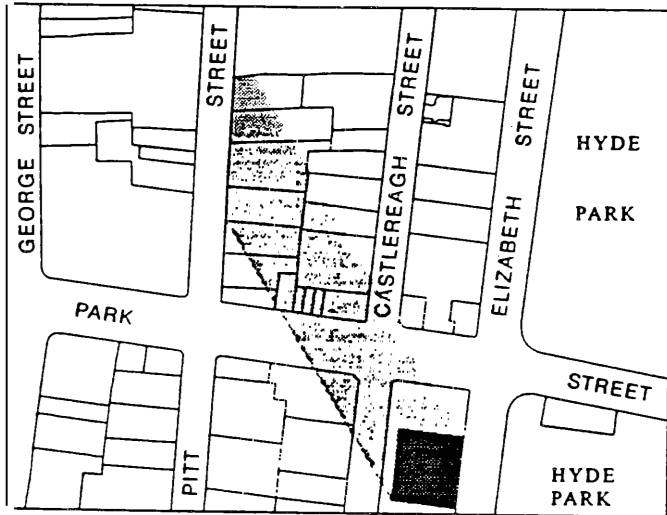 GEORGE STREET
STREET
CASTLEREAGH STREET
ELIZABETH STREET
HYDE
PARK
PARK
STREET
PITT
HYDE
PARK